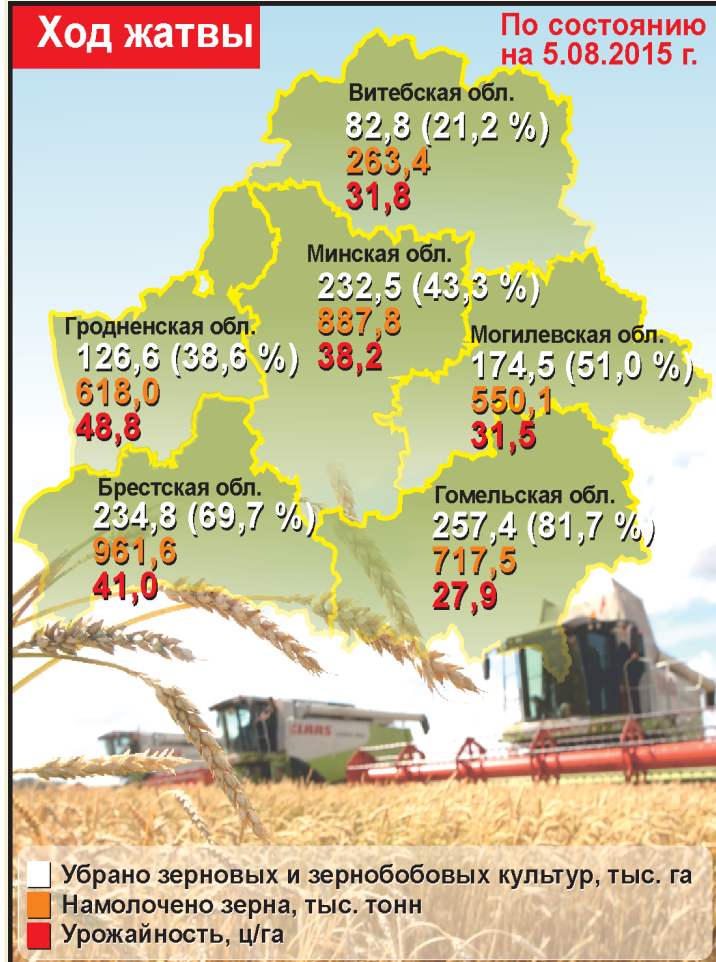 Ход жатвы
По состоянию
на 5.08.2015 г.
Витебская обл.
82,8 (21,2 %)
263,4
31,8
Минская обл.
232,5 (43,3 %)
887,8
38,2
Гродненская обл.
126,6 (38,6 %)
618,0
48,8
Могилевская обл.
174,5 (51,0 %)
550,1
31,5
Брестская обл.
234,8 (69,7 %)
961,6
41,0
Гомельская обл.
257,4 (81,7 %)
717,5
27,9
CLAAS
Убрано зерновых и зернобобовых культур, тыс. га
Намолочено зерна, тыс. тонн
Урожайность, ц/га